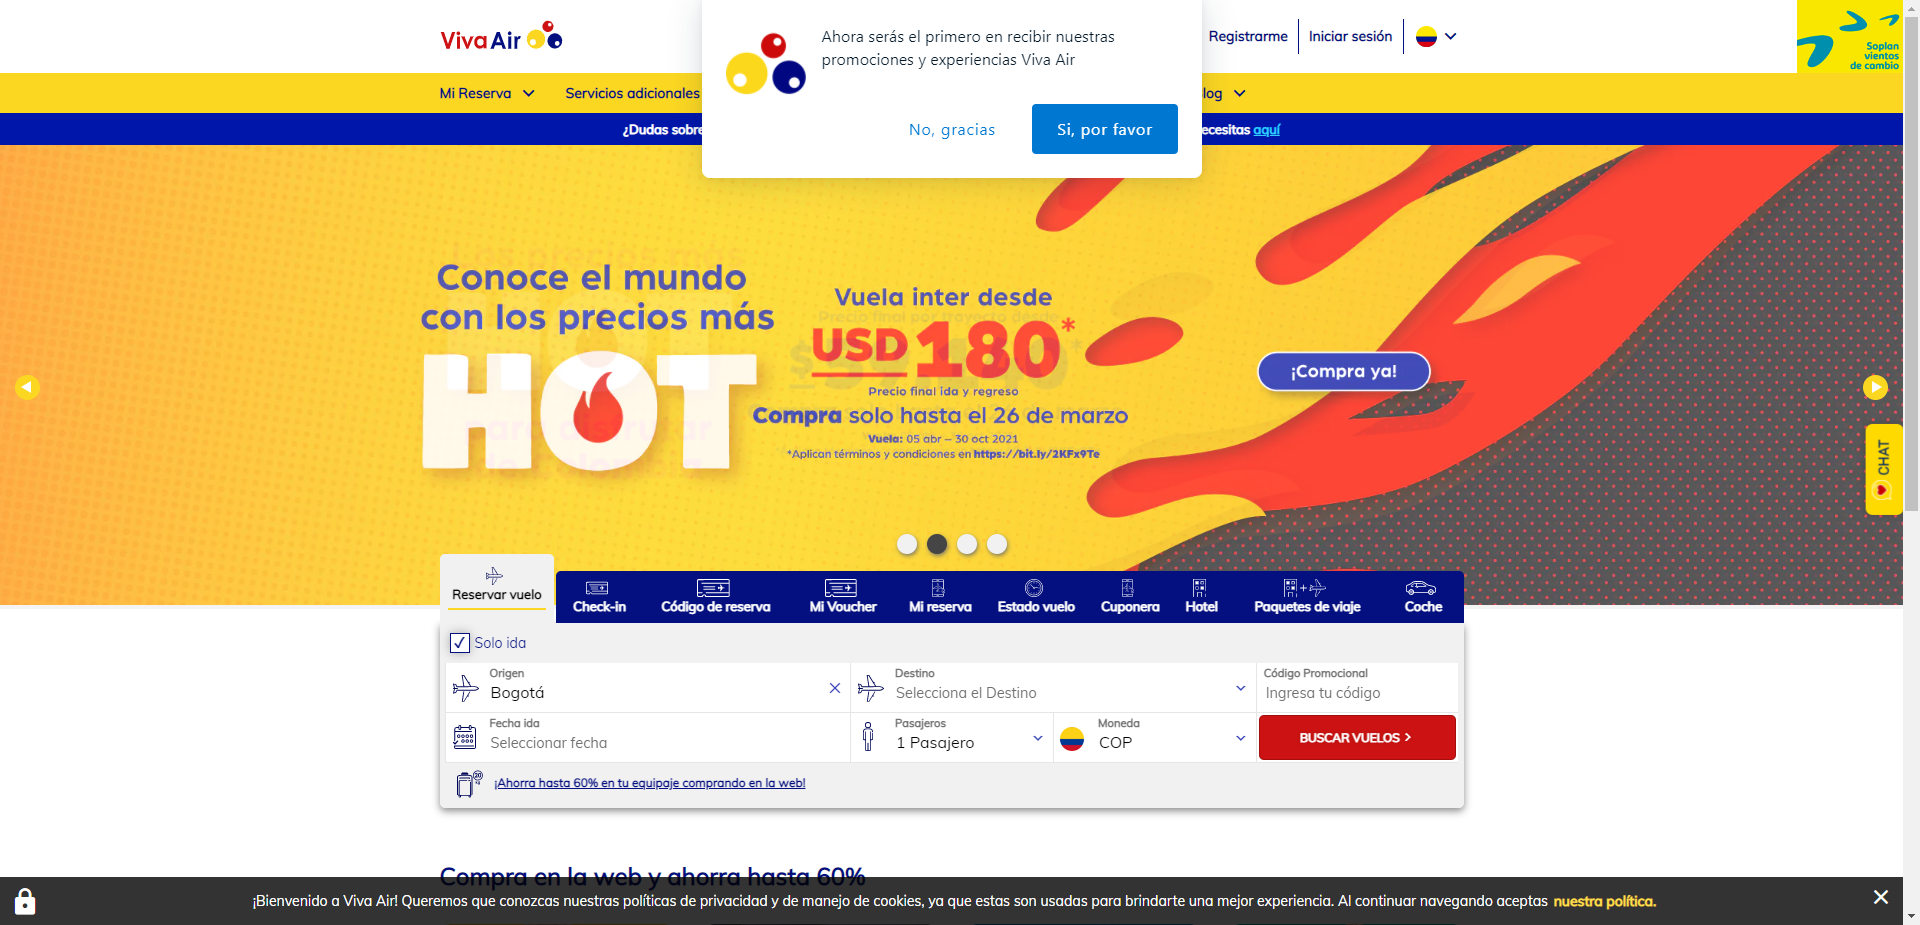 Viva Air
Ahora serás el primero en recibir nuestras
promociones y experiencias Viva Air
No, gracias
Si, por favor
Registrarme
Iniciar sesión
Soplan
vientos
de cambio
Mi Reserva
Servicios adicionales
log
¿Dudas sobre
ecesitas aquí
Conoce el mundo
con los precios más
HOT
Vuela inter desde
USD 180*
Precio final ida y regreso
Compra solo hasta el 26 de marzo
Vuela: 05 abr – 30 oct 2021
*Aplican términos y condiciones en https://bit.ly/2KFx9Te
¡Compra ya!
CHAT
Reservar vuelo
Check-in
Código de reserva
Mi Voucher
Mi reserva
Estado vuelo
Cuponera
Hotel
Paquetes de viaje
Coche
Solo ida
Origen
Bogotá
Destino
Selecciona el Destino
Código Promocional
Ingresa tu código
Fecha ida
Seleccionar fecha
Pasajeros
1 Pasajero
Moneda
COP
BUSCAR VUELOS >
¡Ahorra hasta 60% en tu equipaje comprando en la web!
Compra en la web y ahorra hasta 60%
¡Bienvenido a Viva Air! Queremos que conozcas nuestras políticas de privacidad y de manejo de cookies, ya que estas son usadas para brindarte una mejor experiencia. Al continuar navegando aceptas nuestra política.